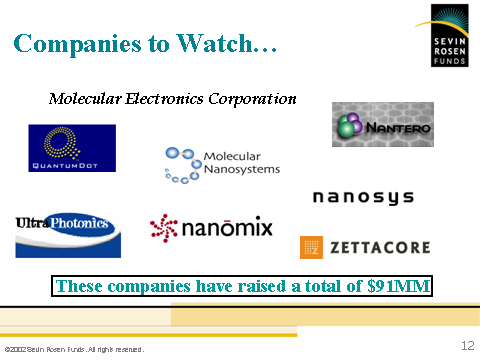 Companies to Watch…
SEVIN
ROSEN
FUNDS
Molecular Electronics Corporation
NANTERO
QUANTUMDOT
Molecular
Nanosystems
nanosys
UltraPhotonics
nanōmix
ZETTACORE
These companies have raised a total of $91MM
©2002 Sevin Rosen Funds. All rights reserved.
12